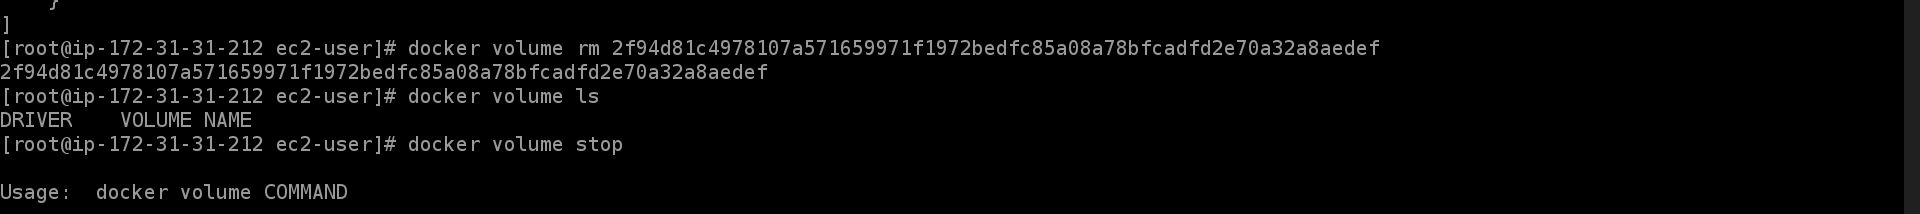 }
]
[root@ip-172-31-31-212 ec2-user]# docker volume rm 2f94d81c4978107a571659971f1972bedfc85a08a78bfcadfd2e70a32a8aedef
2f94d81c4978107a571659971f1972bedfc85a08a78bfcadfd2e70a32a8aedef
[root@ip-172-31-31-212 ec2-user]# docker volume ls
DRIVER    VOLUME NAME
[root@ip-172-31-31-212 ec2-user]# docker volume stop
Usage:  docker volume COMMAND